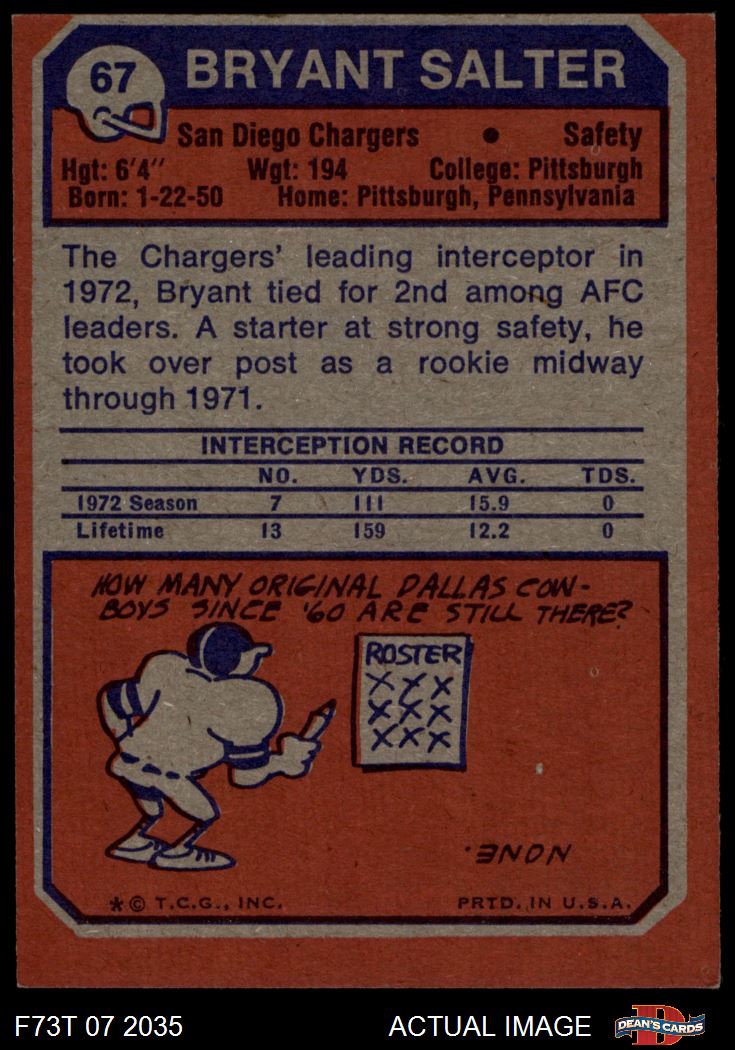 67 BRYANT SALTER
San Diego Chargers • Safety
Hgt: 6'4" Wgt: 194 College: Pittsburgh
Born: 1-22-50 Home: Pittsburgh, Pennsylvania
The Chargers' leading interceptor in
1972, Bryant tied for 2nd among AFC
leaders. A starter at strong safety, he
took over post as a rookie midway
through 1971.
INTERCEPTION RECORD
NO. YDS. AVG. TDS.
1972 Season 7 111 15.9 0
Lifetime 13 159 12.2 0
HOW MANY ORIGINAL DALLAS COW-
BOYS SINCE '60 ARE STILL THERE?
ROSTER
X X X
X X X
X X X
NONE.
* © T.C.G., INC. PRTD. IN U.S.A.
F73T 07 2035 ACTUAL IMAGE D DEAN'S CARDS